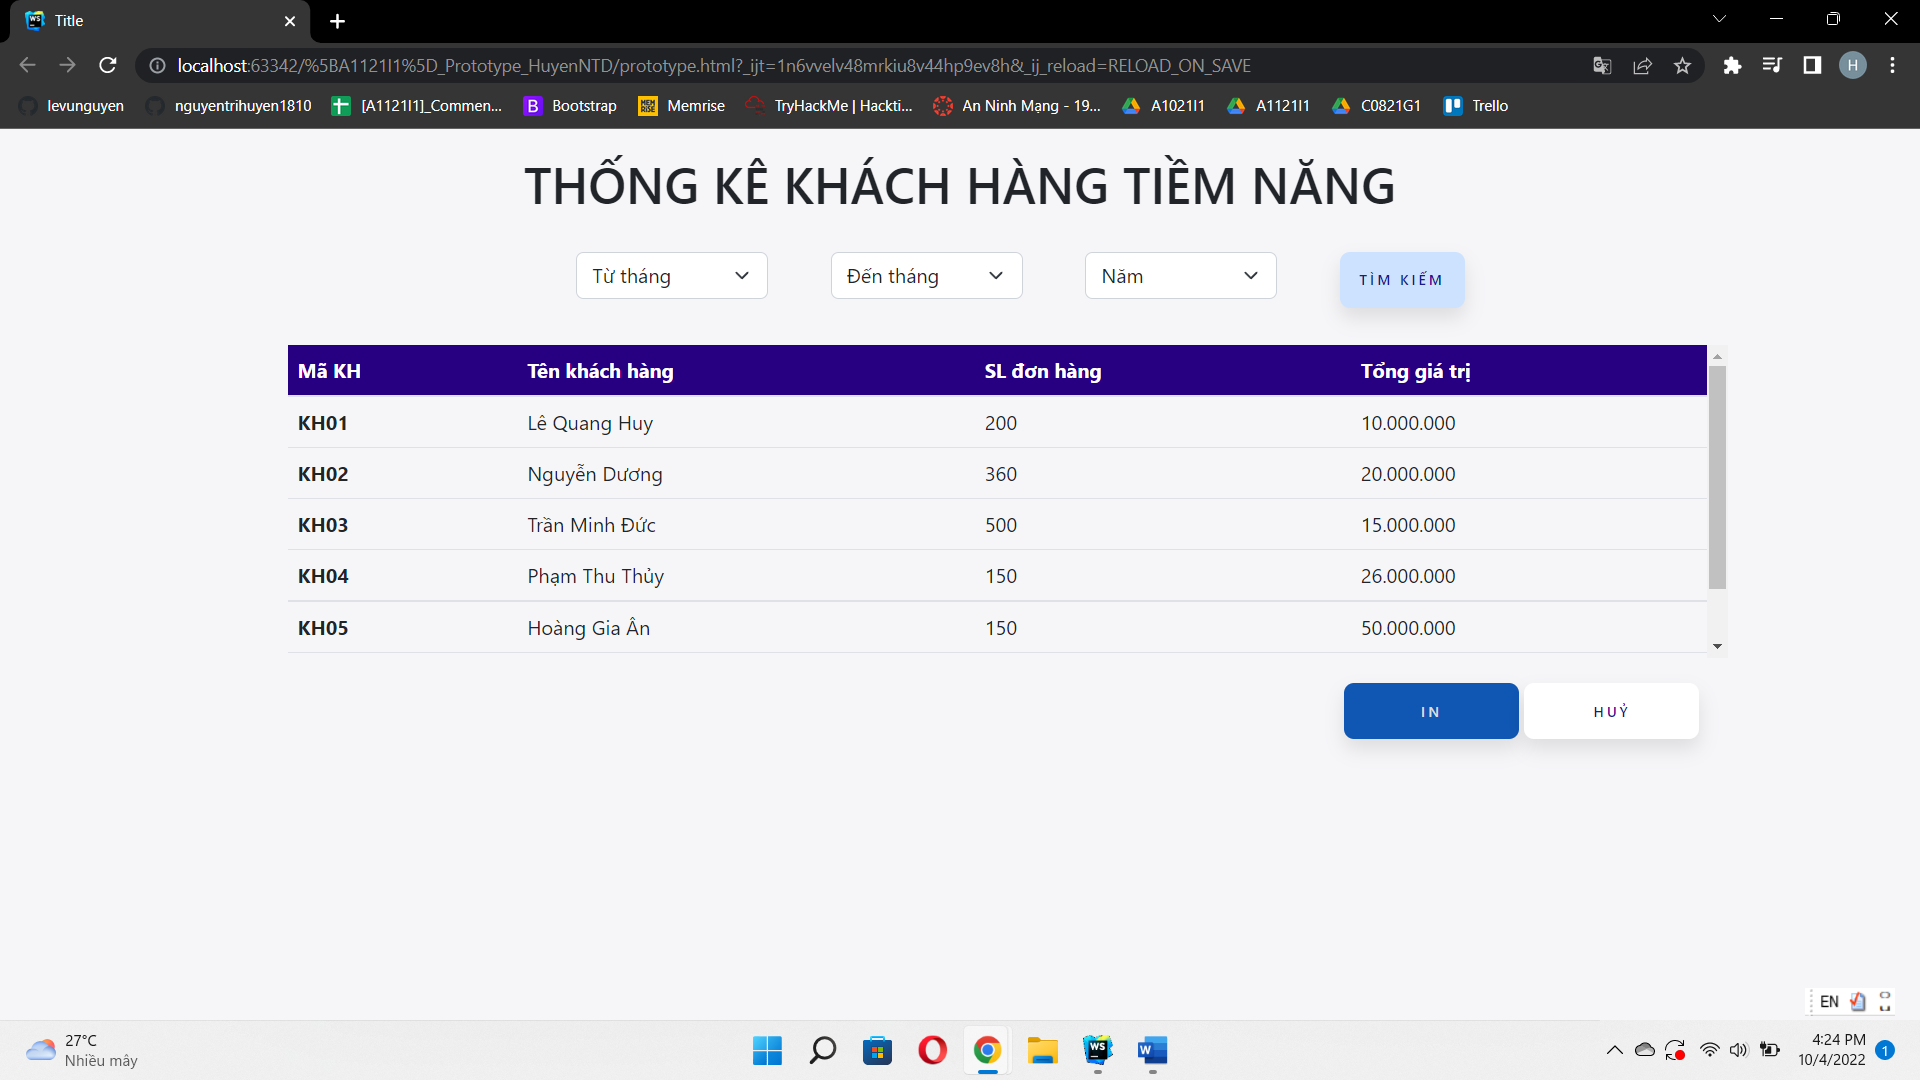 Title
localhost:63342/%5BA1121I1%5D_Prototype_HuyenNTD/prototype.html?_ijt=1n6vvelv48mrkiu8v44hp9ev8h&_ij_reload=RELOAD_ON_SAVE
H
levunguyen nguyentrihuyen1810 [A1121I1]_Commen... B Bootstrap MEM RISE Memrise TryHackMe | Hackti... An Ninh Mạng - 19... A1021I1 A1121I1 C0821G1 Trello
THỐNG KÊ KHÁCH HÀNG TIỀM NĂNG
Từ tháng Đến tháng Năm TÌM KIẾM
Mã KH Tên khách hàng SL đơn hàng Tổng giá trị
KH01 Lê Quang Huy 200 10.000.000
KH02 Nguyễn Dương 360 20.000.000
KH03 Trần Minh Đức 500 15.000.000
KH04 Phạm Thu Thủy 150 26.000.000
KH05 Hoàng Gia Ân 150 50.000.000
IN HUỶ
EN
27°C
Nhiều mây
WS
W
4:24 PM
10/4/2022
1